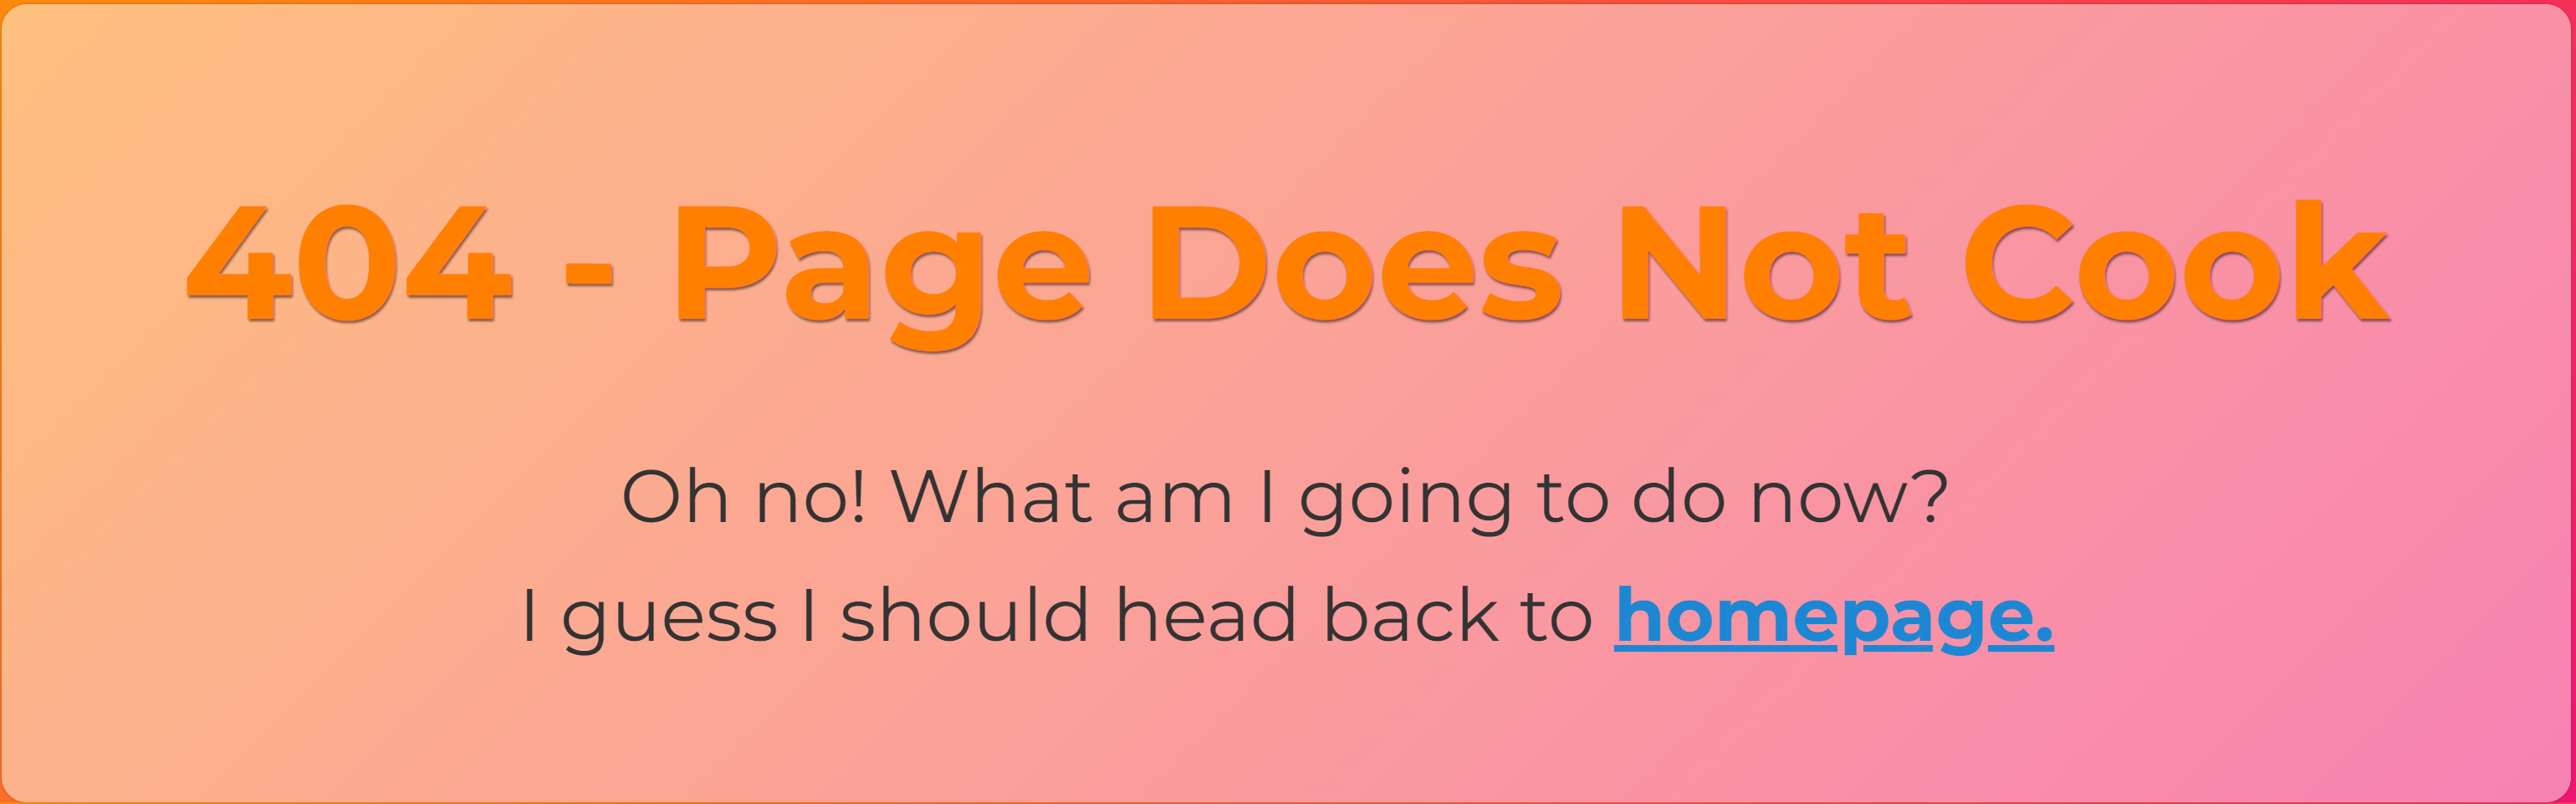 404 - Page Does Not Cook
Oh no! What am I going to do now?
I guess I should head back to homepage.